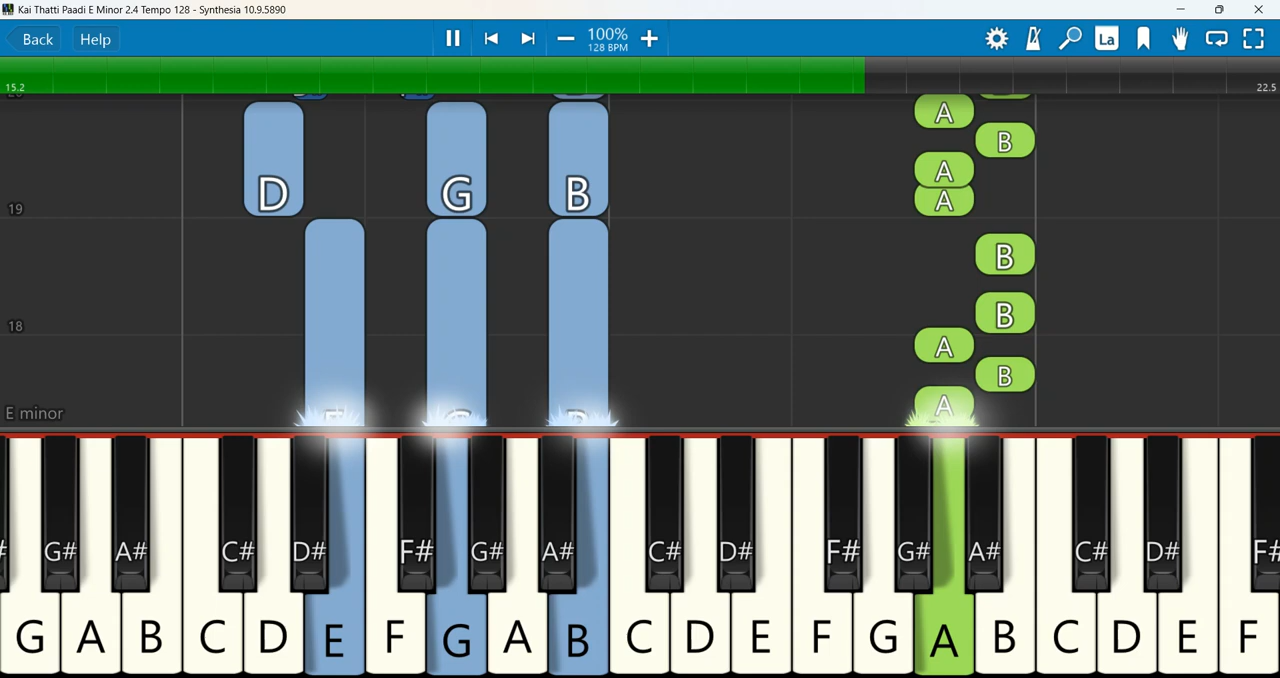 Kai Thatti Paadi E Minor 2.4 Tempo 128 - Synthesia 10.9.5890
Back Help 100% La
128 BPM
15.2 22.5
A
B
A
D G B A
19
B
B
18
A
B
E minor A
G# A# C# D# F# G# A# C# D# F# G# A# C# D# F#
G A B C D E F G A B C D E F G A B C D E F